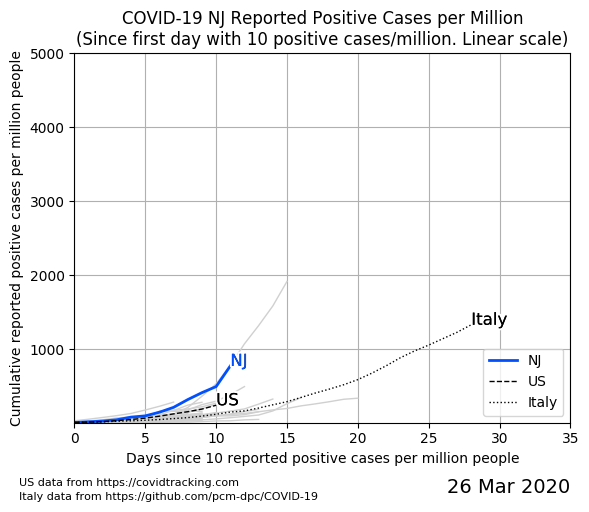 COVID-19 NJ Reported Positive Cases per Million
(Since first day with 10 positive cases/million. Linear scale)
Cumulative reported positive cases per million people
5000
4000
3000
2000
1000
Italy
NJ
US
NJ
US
Italy
0 5 10 15 20 25 30 35
Days since 10 reported positive cases per million people
US data from https://covidtracking.com
Italy data from https://github.com/pcm-dpc/COVID-19
26 Mar 2020